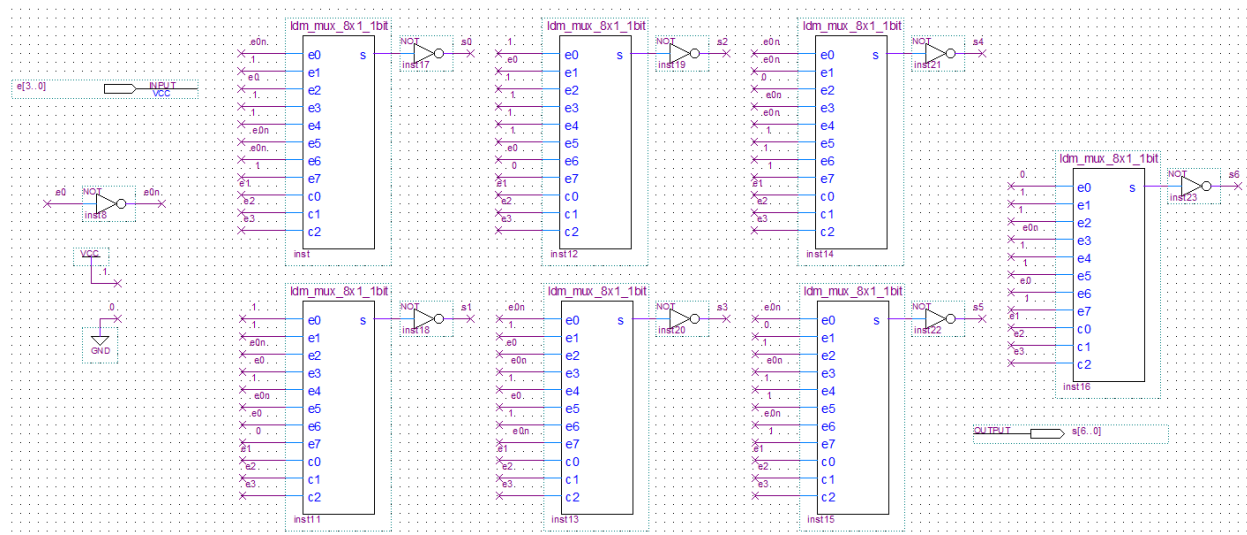 e[3..0]
INPUT
VCC
e0
NOT
e0n
inst8
VCC
1
0
GND
ldm_mux_8x1_1bit
e0n
e0
s
NOT
s0
inst17
1
e1
e0
e2
1
e3
1
e4
e0n
e5
e0n
e6
1
e7
e1
c0
e2
c1
e3
c2
inst
ldm_mux_8x1_1bit
1
e0
s
NOT
s2
inst19
e0
e1
1
e2
1
e3
1
e4
1
e5
e0
e6
0
e7
e1
c0
e2
c1
e3
c2
inst12
ldm_mux_8x1_1bit
e0n
e0
s
NOT
s4
inst21
e0n
e1
0
e2
e0n
e3
e0n
e4
1
e5
1
e6
1
e7
e1
c0
e2
c1
e3
c2
inst14
ldm_mux_8x1_1bit
0
e0
s
NOT
s6
inst23
1
e1
1
e2
e0n
e3
1
e4
1
e5
e0
e6
1
e7
e1
c0
e2
c1
e3
c2
inst16
ldm_mux_8x1_1bit
1
e0
s
NOT
s1
inst18
1
e1
e0n
e2
e0
e3
1
e4
e0n
e5
e0
e6
0
e7
e1
c0
e2
c1
e3
c2
inst11
ldm_mux_8x1_1bit
e0n
e0
s
NOT
s3
inst20
1
e1
e0
e2
e0n
e3
1
e4
e0
e5
1
e6
e0n
e7
e1
c0
e2
c1
e3
c2
inst13
ldm_mux_8x1_1bit
e0n
e0
s
NOT
s5
inst22
0
e1
1
e2
e0n
e3
1
e4
1
e5
e0n
e6
1
e7
e1
c0
e2
c1
e3
c2
inst15
OUTPUT
s[6..0]